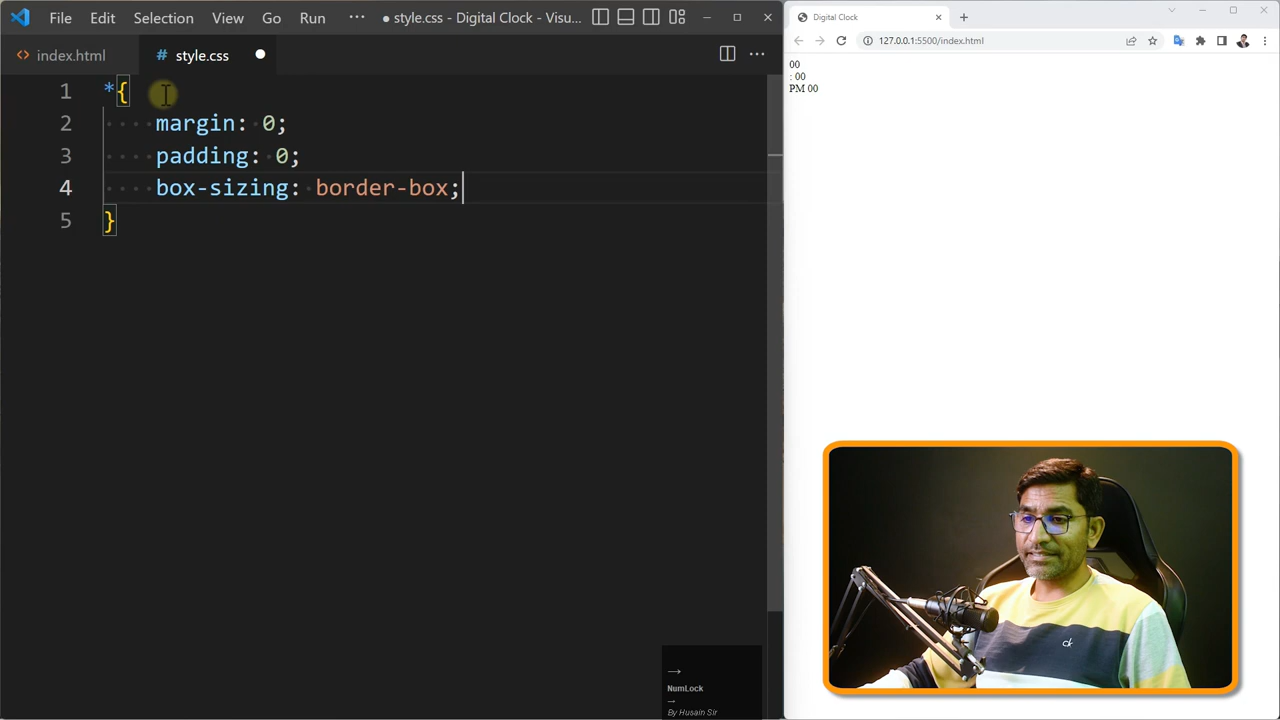 File Edit Selection View Go Run ··· ● style.css - Digital Clock - Visu...
<> index.html # style.css ●
1 *{
2 margin: 0;
3 padding: 0;
4 box-sizing: border-box;
5 }
→
NumLock
→
By Husain Sir
Digital Clock
127.0.0.1:5500/index.html
00
: 00
PM 00
ck